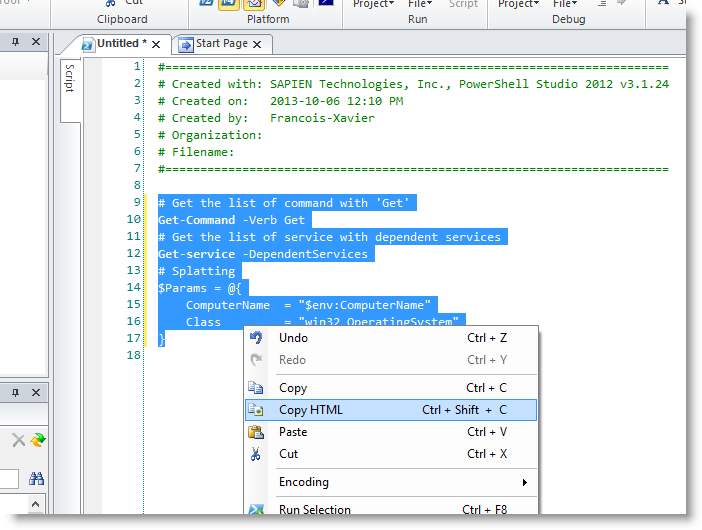 Cut
Project▾ File▾ Script Project▾ File▾
Clipboard Platform Run Debug
Untitled * Start Page
Script
1 #========================================================================
2 # Created with: SAPIEN Technologies, Inc., PowerShell Studio 2012 v3.1.24
3 # Created on:   2013-10-06 12:10 PM
4 # Created by:   Francois-Xavier
5 # Organization:
6 # Filename:
7 #========================================================================
8
9 # Get the list of command with 'Get'
10 Get-Command -Verb Get
11 # Get the list of service with dependent services
12 Get-service -DependentServices
13 # Splatting
14 $Params = @{
15     ComputerName  = "$env:ComputerName"
16     Class         = "win32_OperatingSystem"
17 }
18
Undo Ctrl + Z
Redo Ctrl + Y
Copy Ctrl + C
Copy HTML Ctrl + Shift + C
Paste Ctrl + V
Cut Ctrl + X
Encoding
Run Selection Ctrl + F8